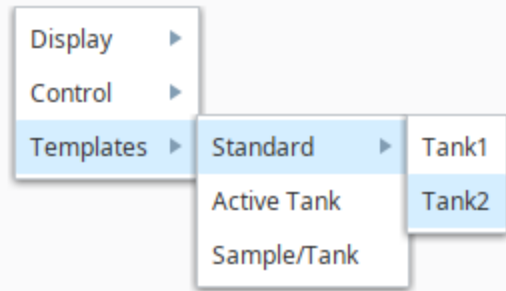 Display
Control
Templates
Standard
Active Tank
Sample/Tank
Tank1
Tank2